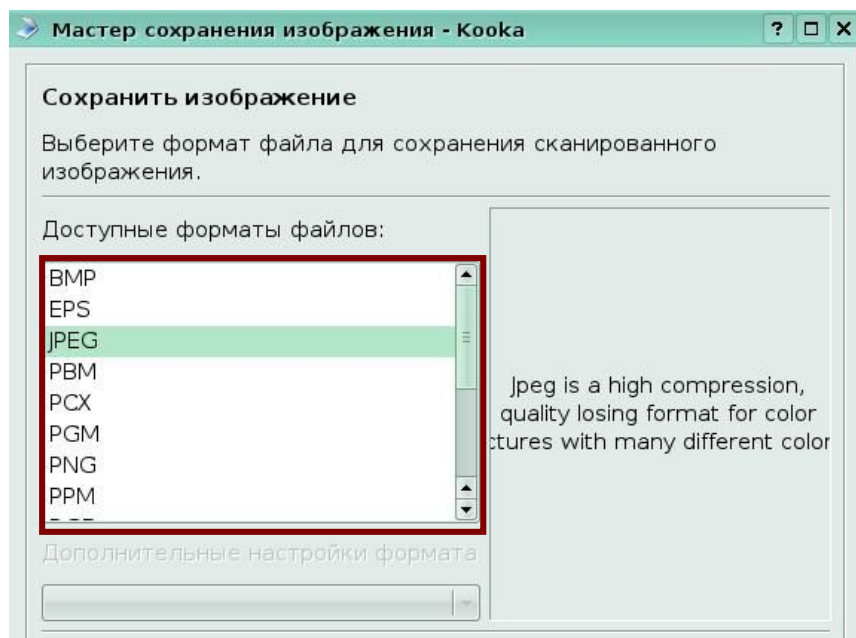 Мастер сохранения изображения - Kooka
Сохранить изображение
Выберите формат файла для сохранения сканированного
изображения.
Доступные форматы файлов:
BMP
EPS
JPEG
PBM
PCX
PGM
PNG
PPM
Jpeg is a high compression,
quality losing format for color
ctures with many different color
Дополнительные настройки формата